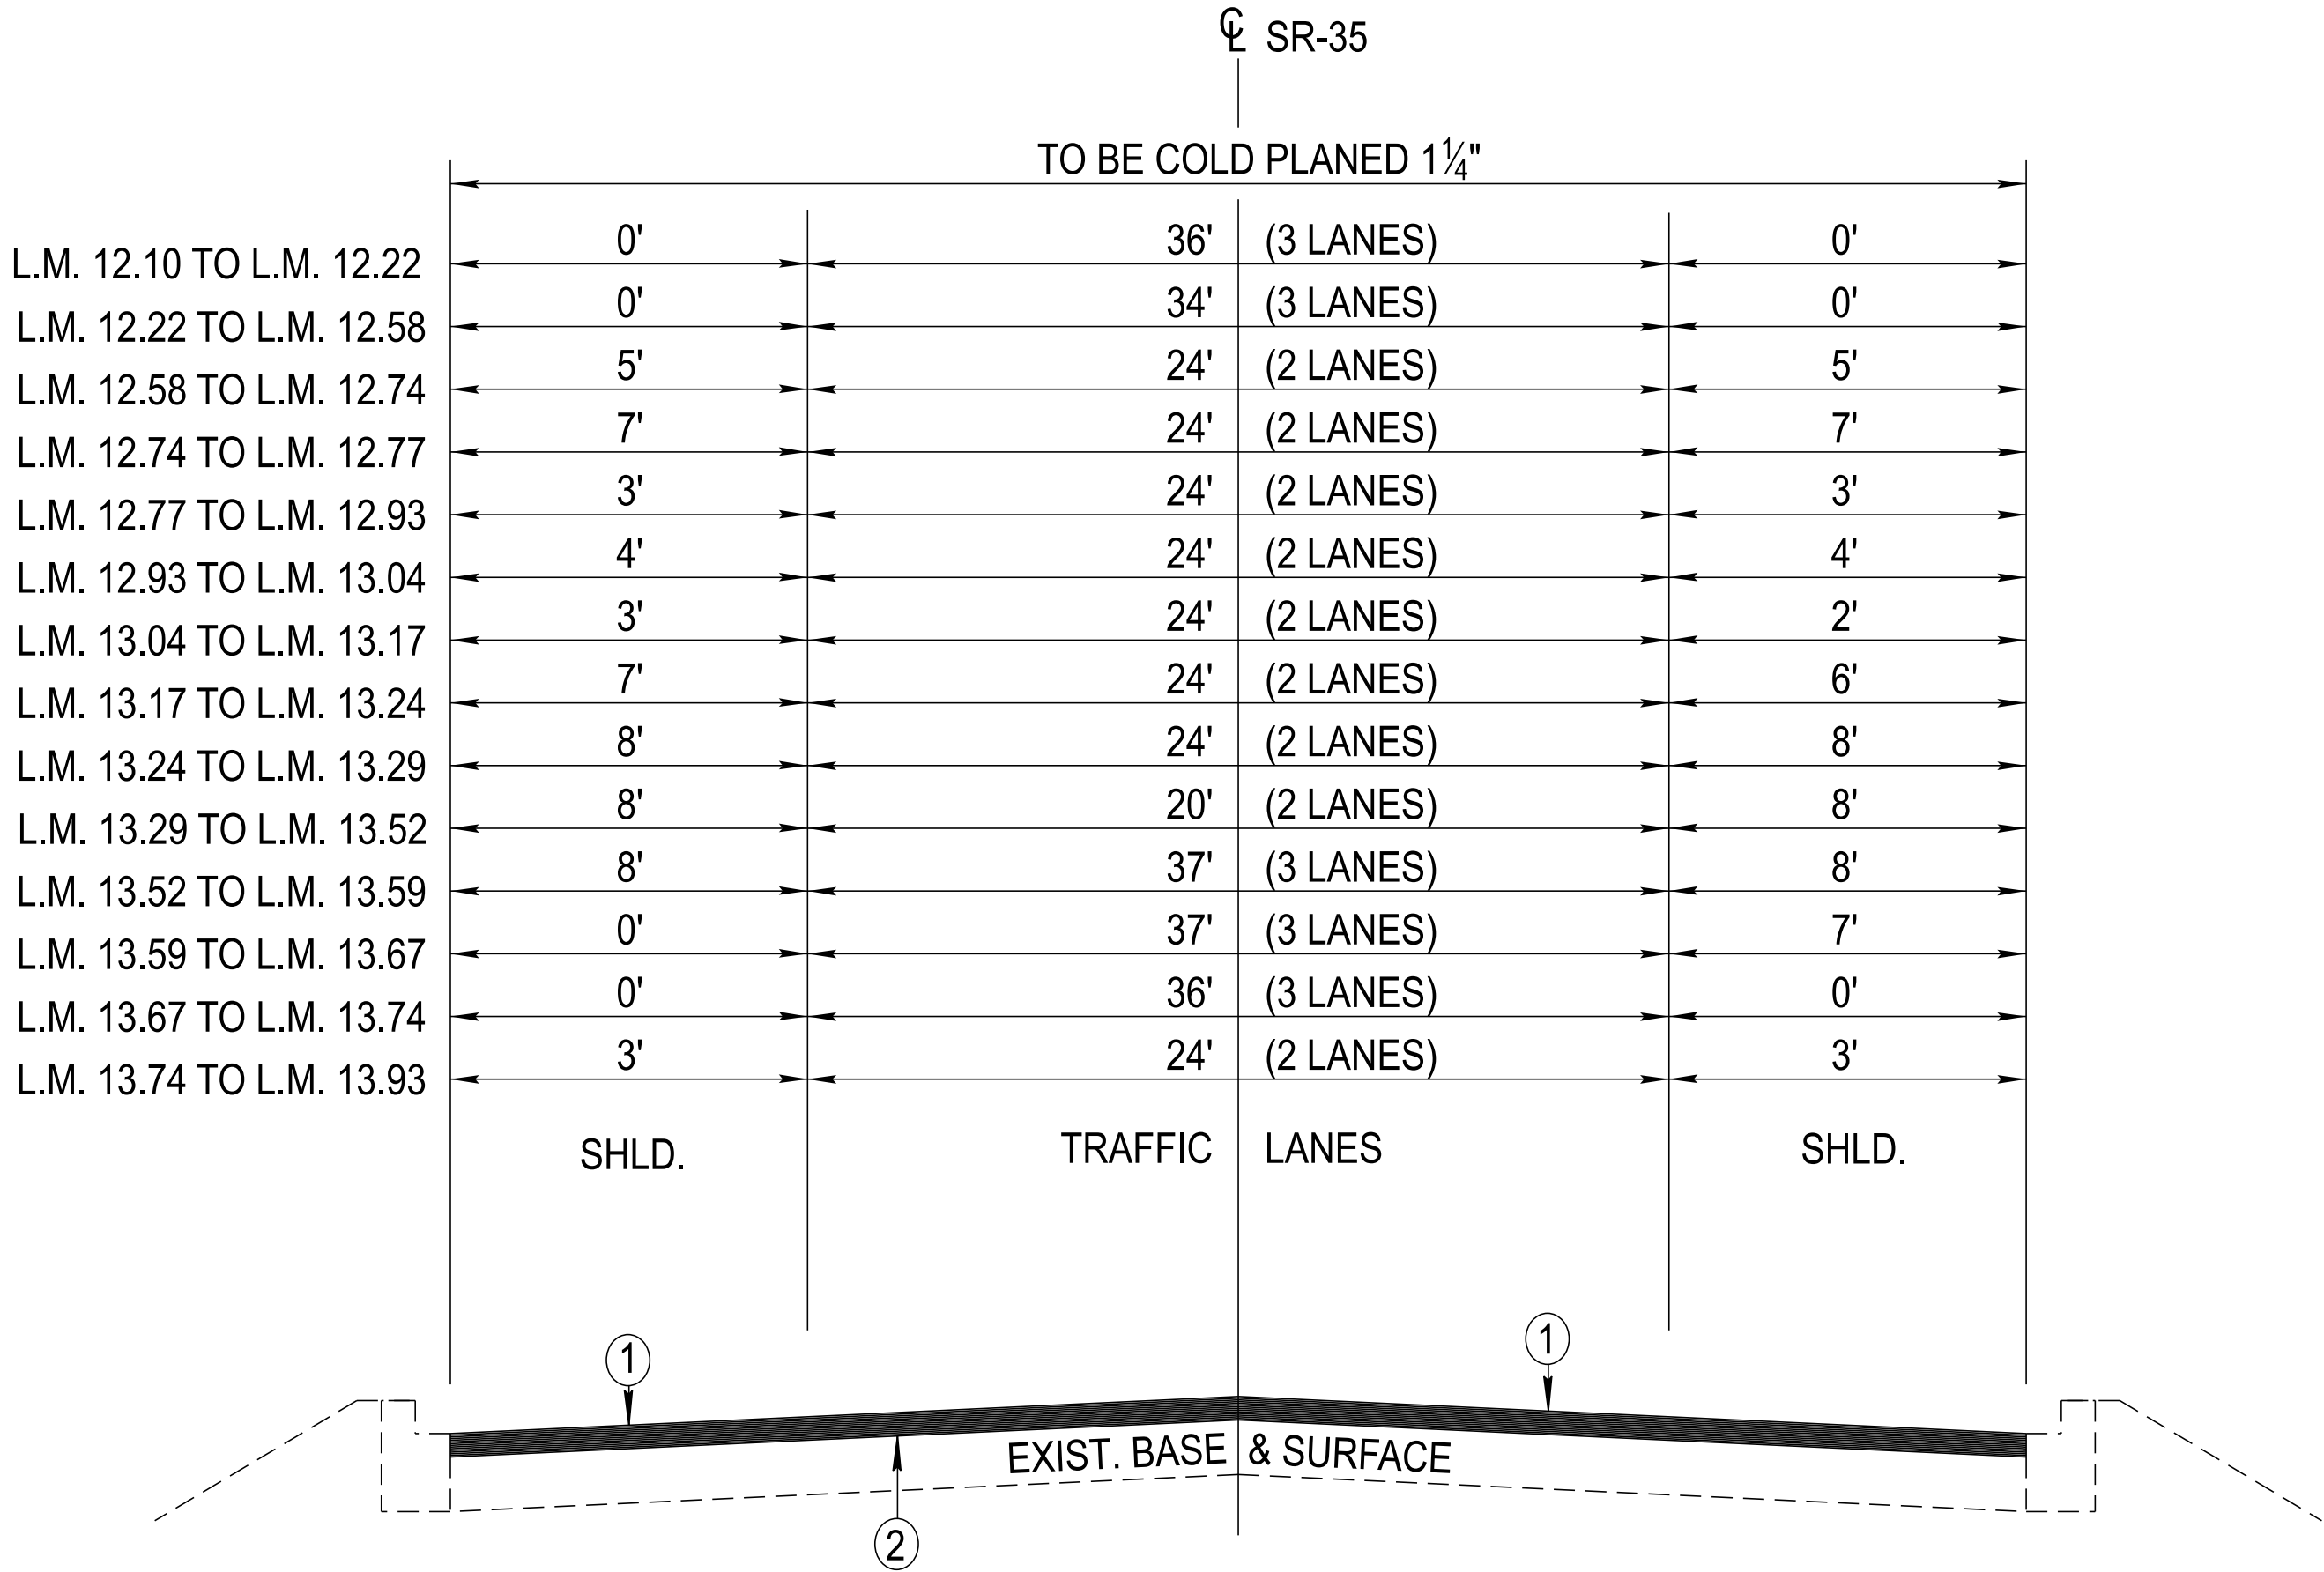 ℄ SR-35
TO BE COLD PLANED 1¼"
L.M. 12.10 TO L.M. 12.22 0' 36' (3 LANES) 0'
L.M. 12.22 TO L.M. 12.58 0' 34' (3 LANES) 0'
L.M. 12.58 TO L.M. 12.74 5' 24' (2 LANES) 5'
L.M. 12.74 TO L.M. 12.77 7' 24' (2 LANES) 7'
L.M. 12.77 TO L.M. 12.93 3' 24' (2 LANES) 3'
L.M. 12.93 TO L.M. 13.04 4' 24' (2 LANES) 4'
L.M. 13.04 TO L.M. 13.17 3' 24' (2 LANES) 2'
L.M. 13.17 TO L.M. 13.24 7' 24' (2 LANES) 6'
L.M. 13.24 TO L.M. 13.29 8' 24' (2 LANES) 8'
L.M. 13.29 TO L.M. 13.52 8' 20' (2 LANES) 8'
L.M. 13.52 TO L.M. 13.59 8' 37' (3 LANES) 8'
L.M. 13.59 TO L.M. 13.67 0' 37' (3 LANES) 7'
L.M. 13.67 TO L.M. 13.74 0' 36' (3 LANES) 0'
L.M. 13.74 TO L.M. 13.93 3' 24' (2 LANES) 3'
SHLD. TRAFFIC LANES SHLD.
1 1
EXIST. BASE & SURFACE
2